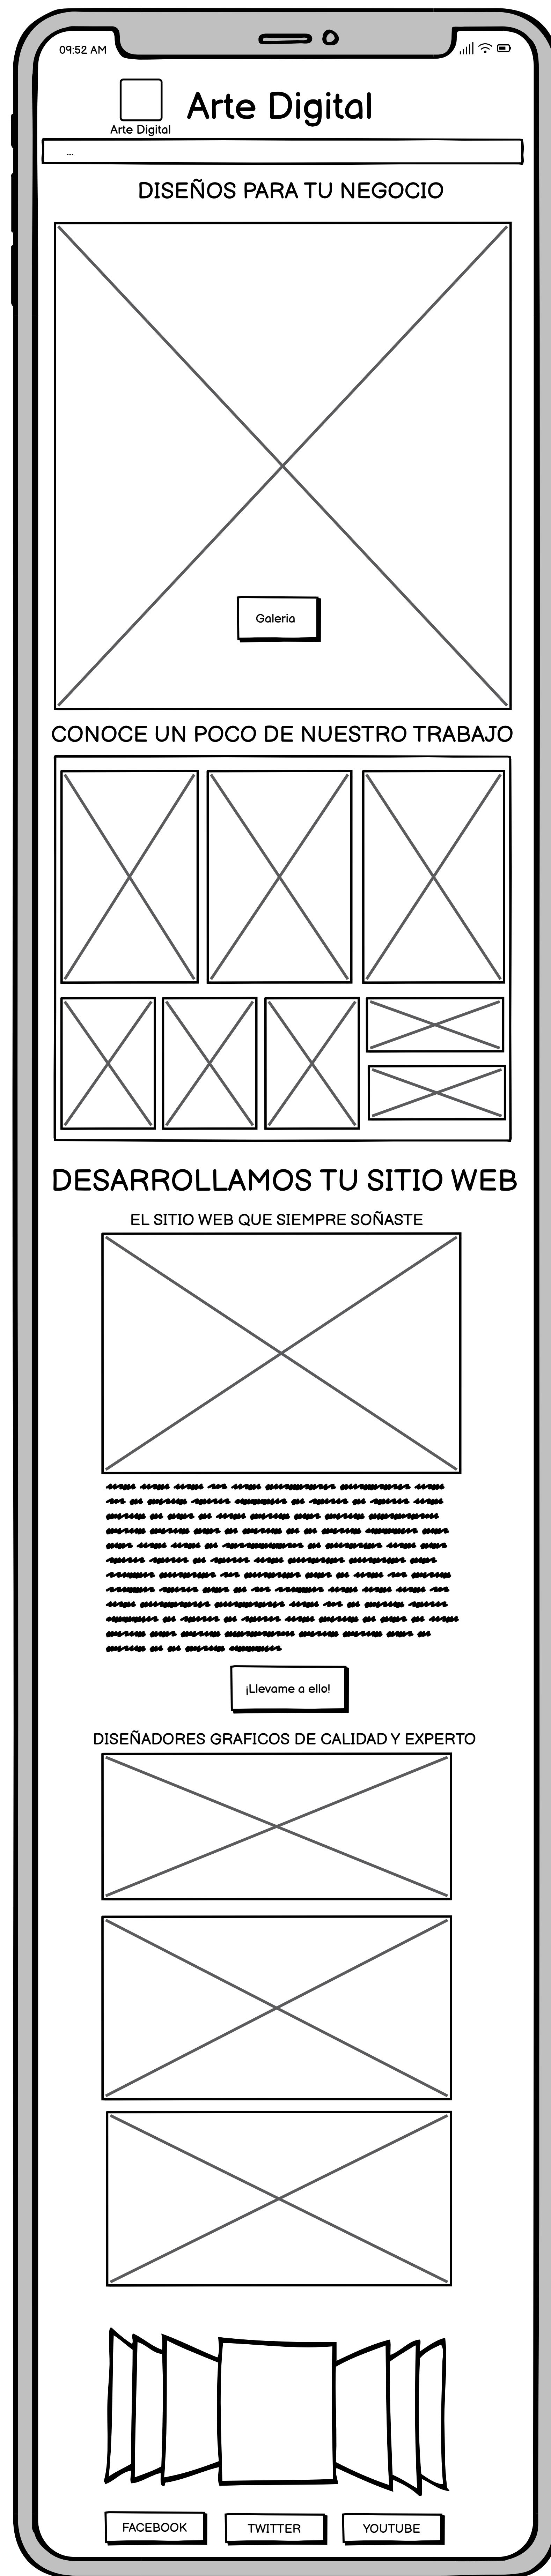 09:52 AM
Arte Digital
Arte Digital
...
DISEÑOS PARA TU NEGOCIO
Galeria
CONOCE UN POCO DE NUESTRO TRABAJO
DESARROLLAMOS TU SITIO WEB
EL SITIO WEB QUE SIEMPRE SOÑASTE
¡Llevame a ello!
DISEÑADORES GRAFICOS DE CALIDAD Y EXPERTO
FACEBOOK
TWITTER
YOUTUBE